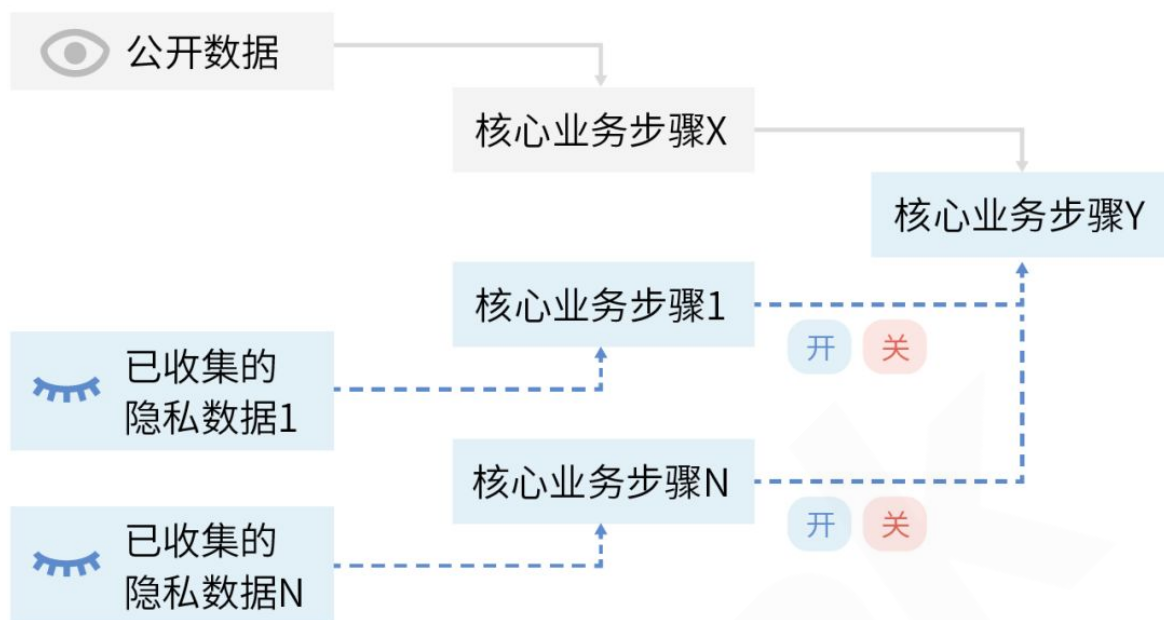 公开数据
核心业务步骤X
核心业务步骤Y
核心业务步骤1
开 关
已收集的
隐私数据1
核心业务步骤N
开 关
已收集的
隐私数据N